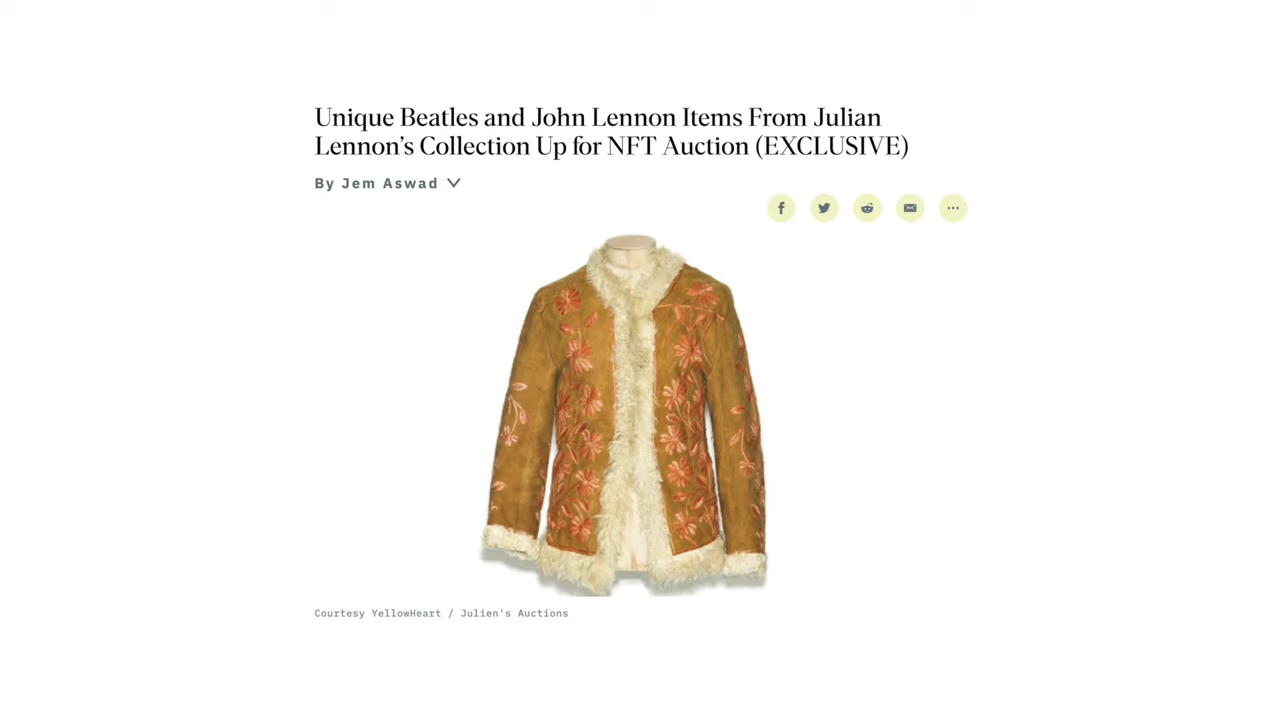 Unique Beatles and John Lennon Items From Julian
Lennon’s Collection Up for NFT Auction (EXCLUSIVE)
By Jem Aswad
Courtesy YellowHeart / Julien's Auctions